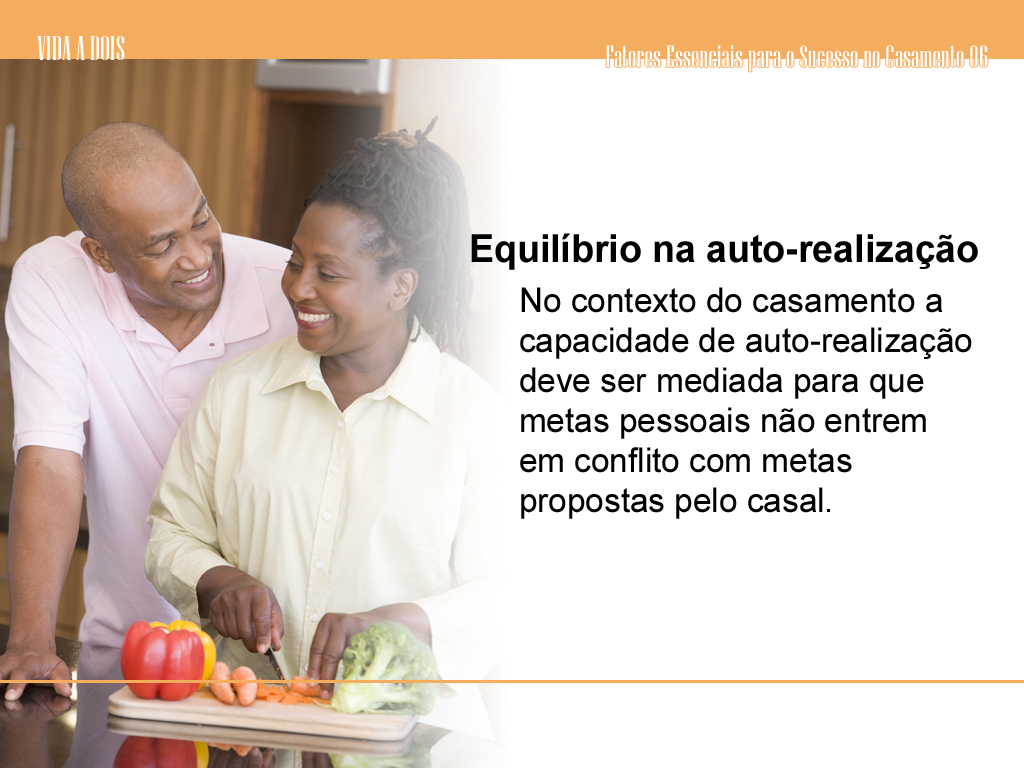 VIDA A DOIS
Fatores Essenciais para o Sucesso no Casamento 06
Equilíbrio na auto-realização
No contexto do casamento a
capacidade de auto-realização
deve ser mediada para que
metas pessoais não entrem
em conflito com metas
propostas pelo casal.